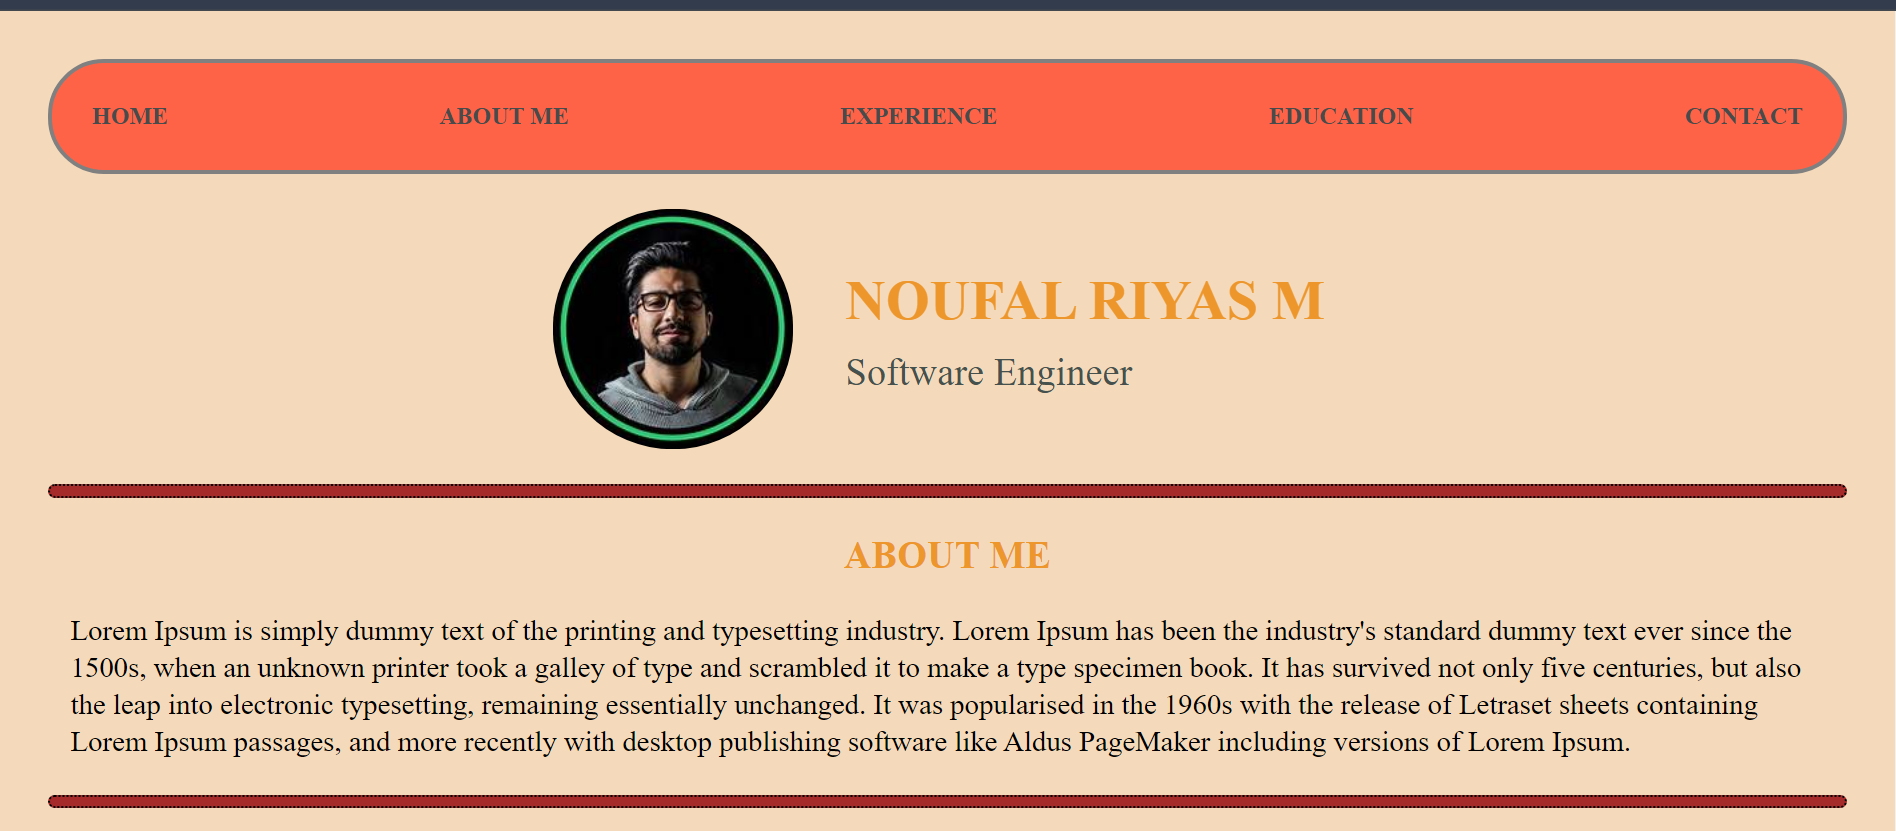 HOME ABOUT ME EXPERIENCE EDUCATION CONTACT
NOUFAL RIYAS M
Software Engineer
ABOUT ME
Lorem Ipsum is simply dummy text of the printing and typesetting industry. Lorem Ipsum has been the industry's standard dummy text ever since the
1500s, when an unknown printer took a galley of type and scrambled it to make a type specimen book. It has survived not only five centuries, but also
the leap into electronic typesetting, remaining essentially unchanged. It was popularised in the 1960s with the release of Letraset sheets containing
Lorem Ipsum passages, and more recently with desktop publishing software like Aldus PageMaker including versions of Lorem Ipsum.